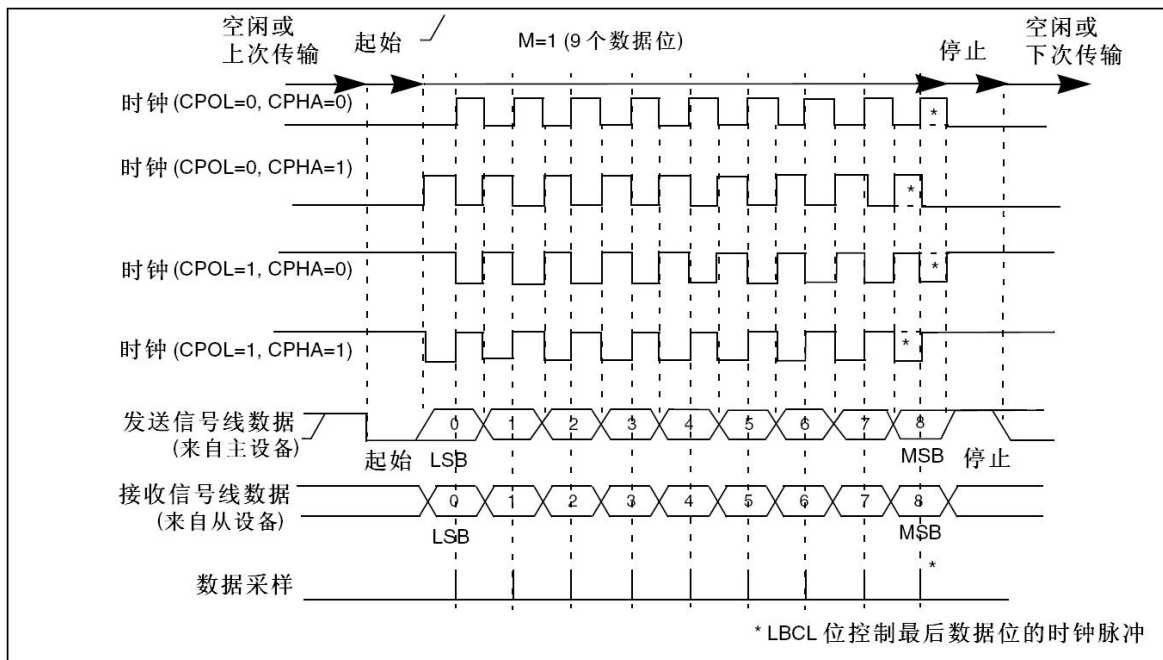 空闲或
上次传输
起始
M=1 (9 个数据位)
停止
空闲或
下次传输
时钟 (CPOL=0, CPHA=0)
*
时钟 (CPOL=0, CPHA=1)
*
时钟 (CPOL=1, CPHA=0)
*
时钟 (CPOL=1, CPHA=1)
*
发送信号线数据
(来自主设备)
0 1 2 3 4 5 6 7 8
起始 LSB MSB 停止
接收信号线数据
(来自从设备)
0 1 2 3 4 5 6 7 8
LSB MSB
数据采样
*
* LBCL 位控制最后数据位的时钟脉冲